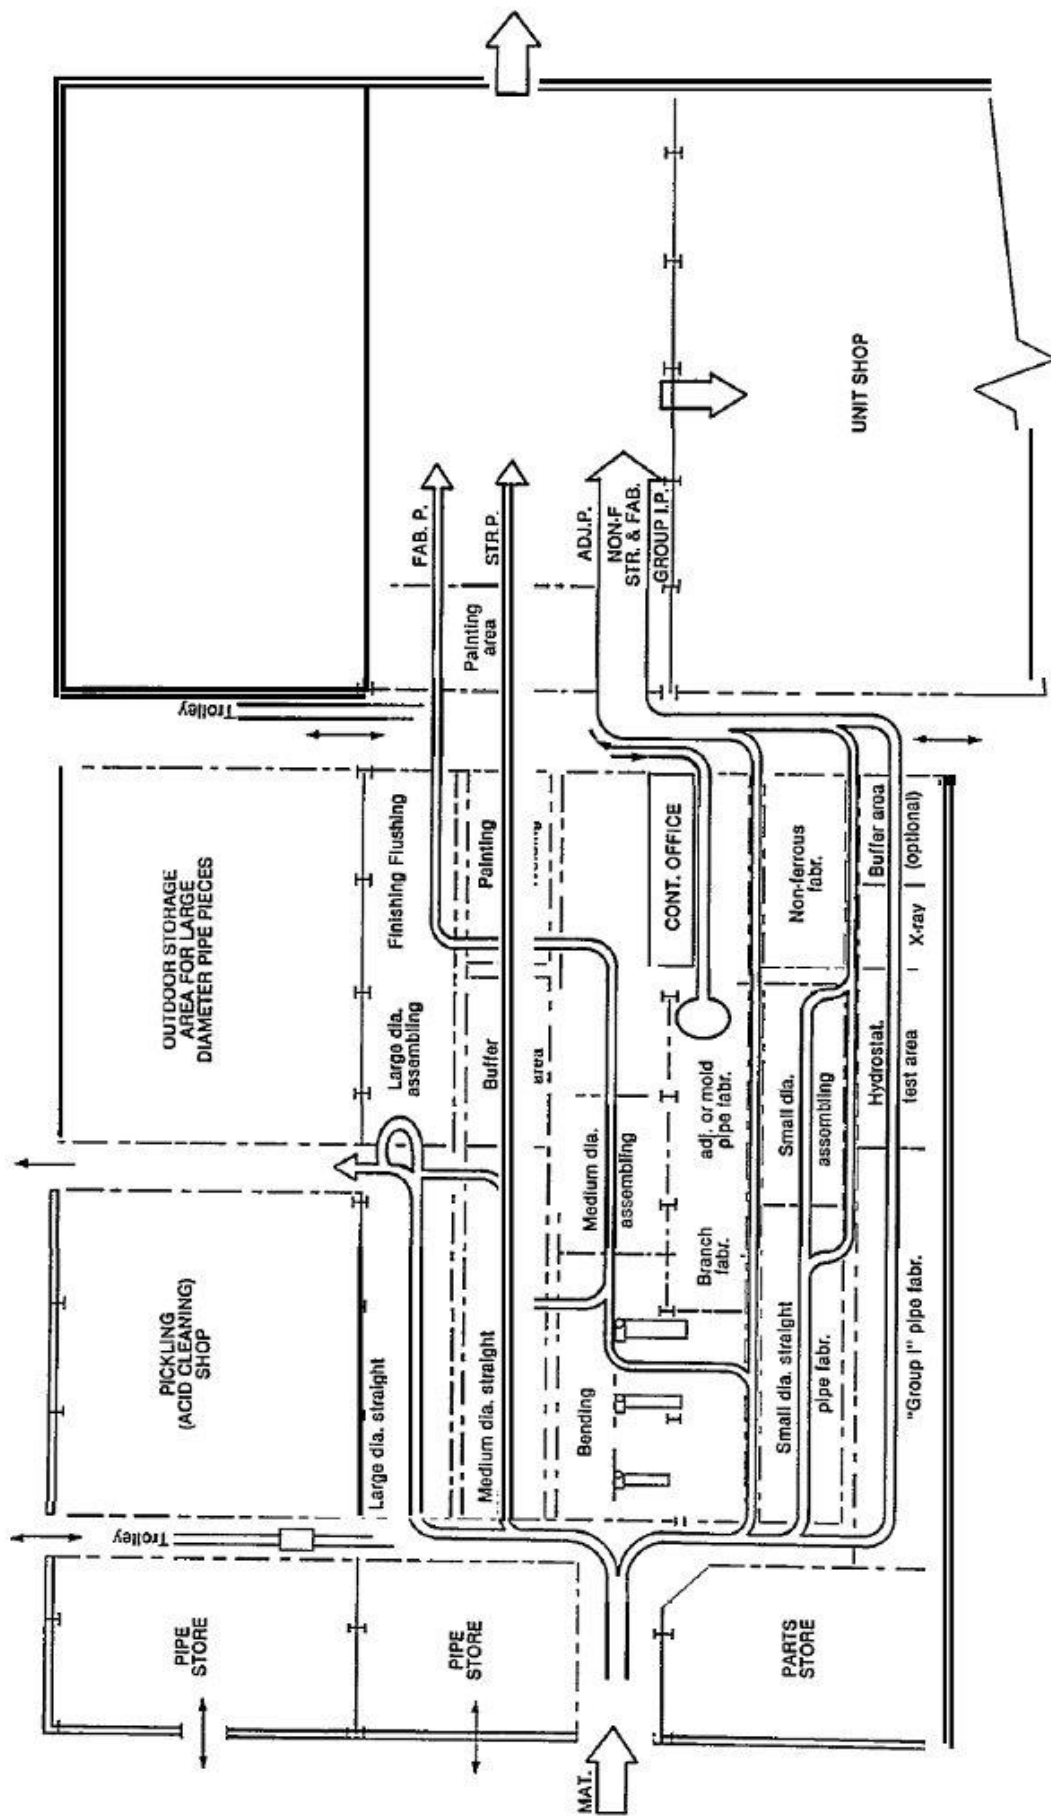 MAT.
PIPE
STORE
PIPE
STORE
PARTS
STORE
Trolley
PICKLING
(ACID CLEANING)
SHOP
Large dia. straight
Medium dia. straight
Bending
Small dia. straight
pipe fabr.
"Group I" pipe fabr.
OUTDOOR STORAGE
AREA FOR LARGE
DIAMETER PIPE PIECES
Large dia.
assembling
Finishing Flushing
Buffer
Painting
area
Medium dia.
assembling
Branch
fabr.
adj. or mold
pipe fabr.
CONT. OFFICE
Small dia.
assembling
Non-ferrous
fabr.
Hydrostat.
test area
X-ray
Buffer area
(optional)
Trolley
Painting
area
FAB. P.
STR.P.
ADJ.P.
NON-F
STR. & FAB.
GROUP I.P.
UNIT SHOP